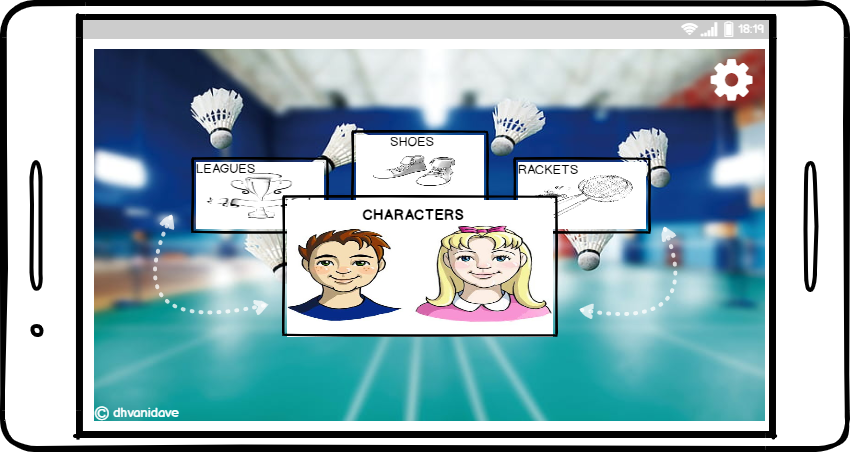 18:19
SHOES
LEAGUES
RACKETS
CHARACTERS
© dhvanidave